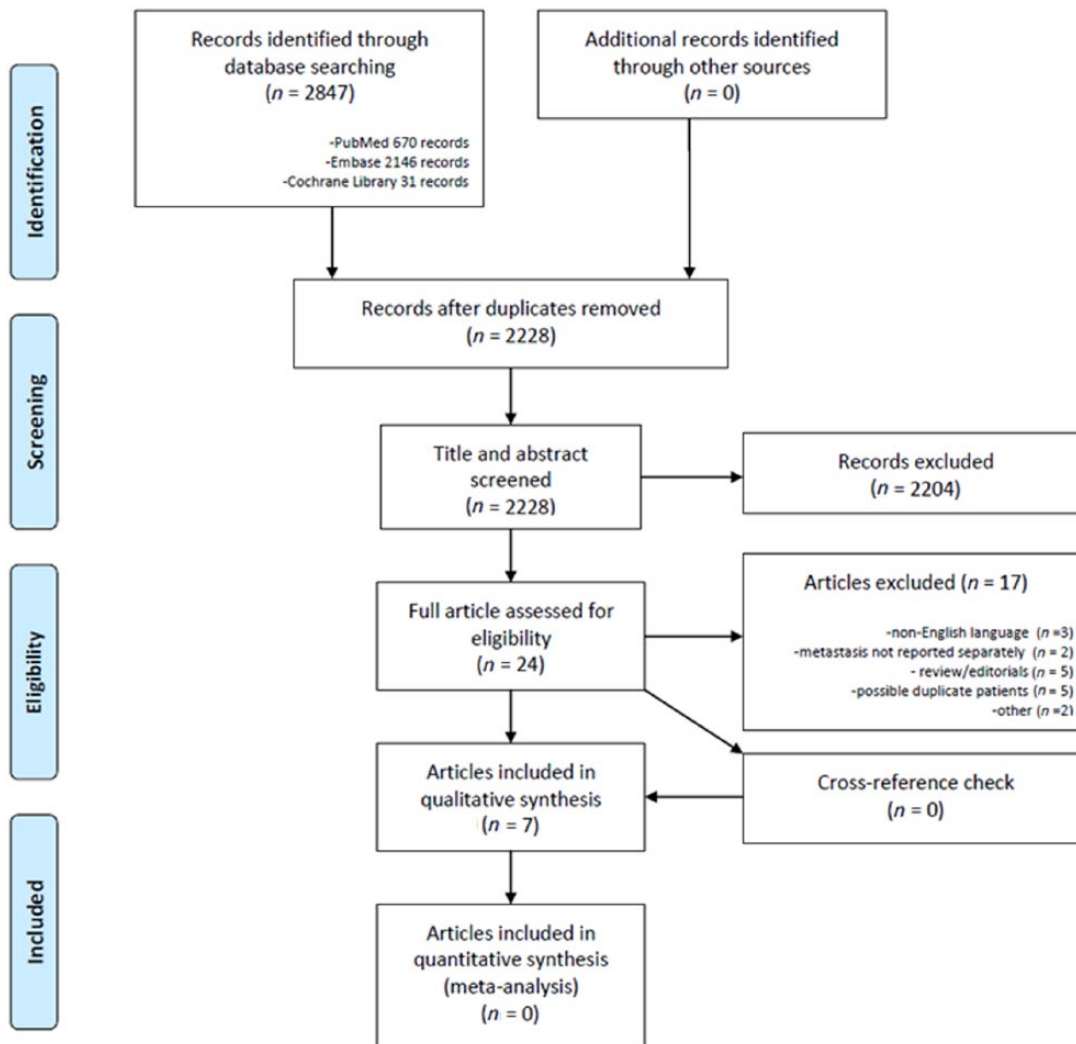 Identification
Records identified through
database searching
(n = 2847)
-PubMed 670 records
-Embase 2146 records
-Cochrane Library 31 records
Additional records identified
through other sources
(n = 0)
Records after duplicates removed
(n = 2228)
Screening
Title and abstract
screened
(n = 2228)
Records excluded
(n = 2204)
Eligibility
Full article assessed for
eligibility
(n = 24)
Articles excluded (n = 17)
-non-English language (n =3)
-metastasis not reported separately (n = 2)
- review/editorials (n = 5)
-possible duplicate patients (n = 5)
-other (n =2)
Articles included in
qualitative synthesis
(n = 7)
Cross-reference check
(n = 0)
Included
Articles included in
quantitative synthesis
(meta-analysis)
(n = 0)